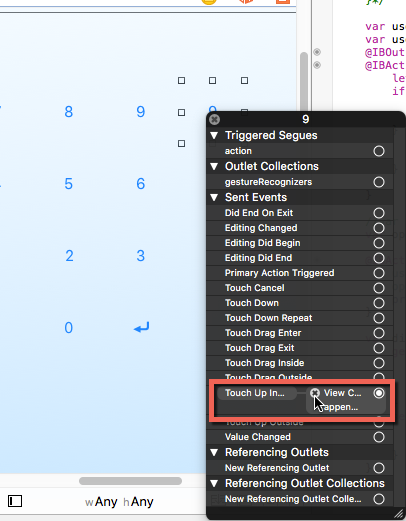 }*/
var us
var use
@IBOut
@IBAct
le
if
8 9
9
Triggered Segues
action
Outlet Collections
gestureRecognizers
Sent Events
Did End On Exit
Editing Changed
Editing Did Begin
Editing Did End
Primary Action Triggered
Touch Cancel
Touch Down
Touch Down Repeat
Touch Drag Enter
Touch Drag Exit
Touch Drag Inside
Touch Drag Outside
Touch Up In... View C...
appen...
Touch Up Outside
Value Changed
Referencing Outlets
New Referencing Outlet
Referencing Outlet Collections
New Referencing Outlet Colle...
5 6
2 3
0
wAny hAny